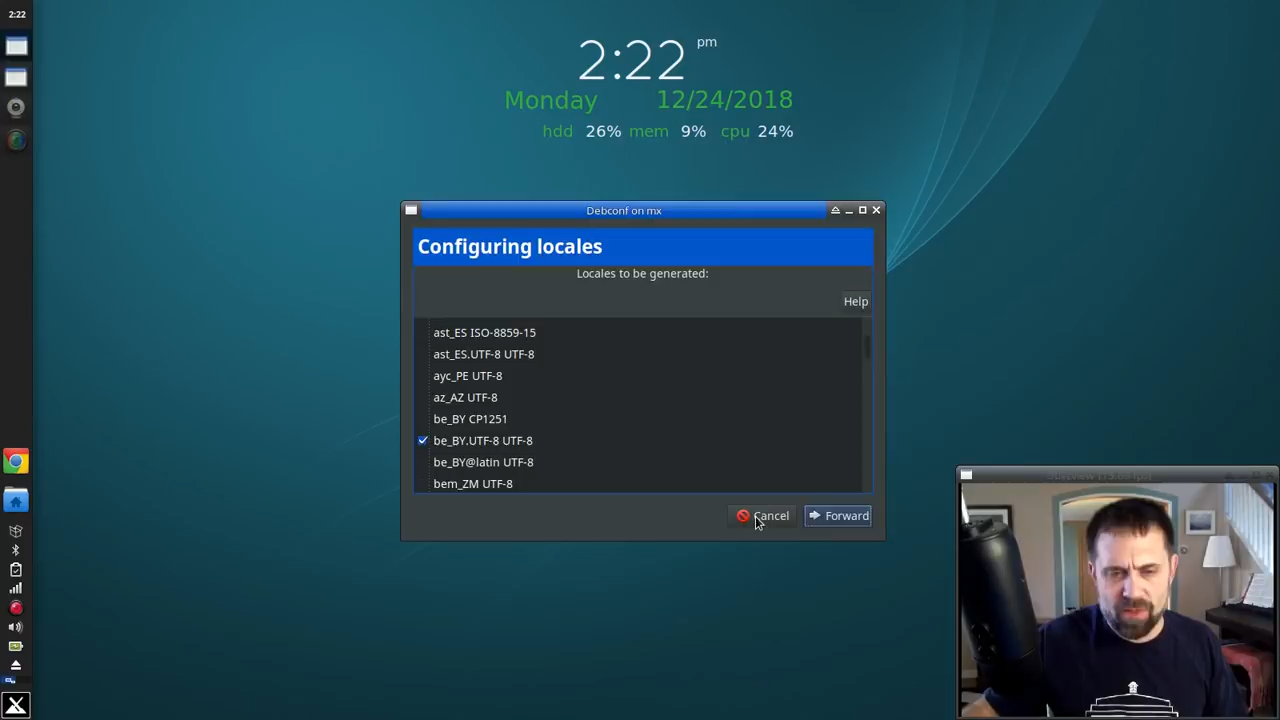 2:22
2:22 pm
Monday 12/24/2018
hdd 26% mem 9% cpu 24%
Debconf on mx
Configuring locales
Locales to be generated:
Help
ast_ES ISO-8859-15
ast_ES.UTF-8 UTF-8
ayc_PE UTF-8
az_AZ UTF-8
be_BY CP1251
be_BY.UTF-8 UTF-8
be_BY@latin UTF-8
bem_ZM UTF-8
Cancel
Forward